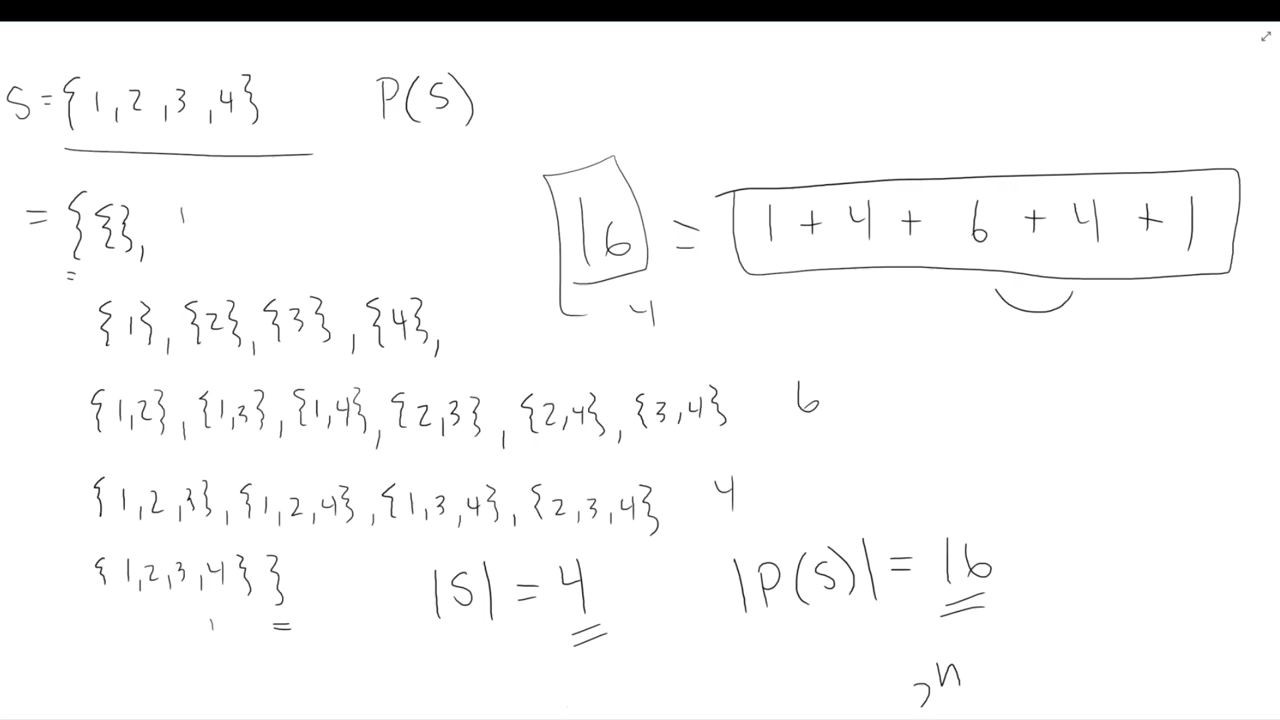 S = {1, 2, 3, 4} P(S)
= { {}, 1
16 = 1 + 4 + 6 + 4 + 1
4
{1}, {2}, {3}, {4},
{1,2}, {1,3}, {1,4}, {2,3}, {2,4}, {3,4} 6
{1,2,3}, {1,2,4}, {1,3,4}, {2,3,4} 4
{1,2,3,4} }
1
|S| = 4 |P(S)| = 16
n